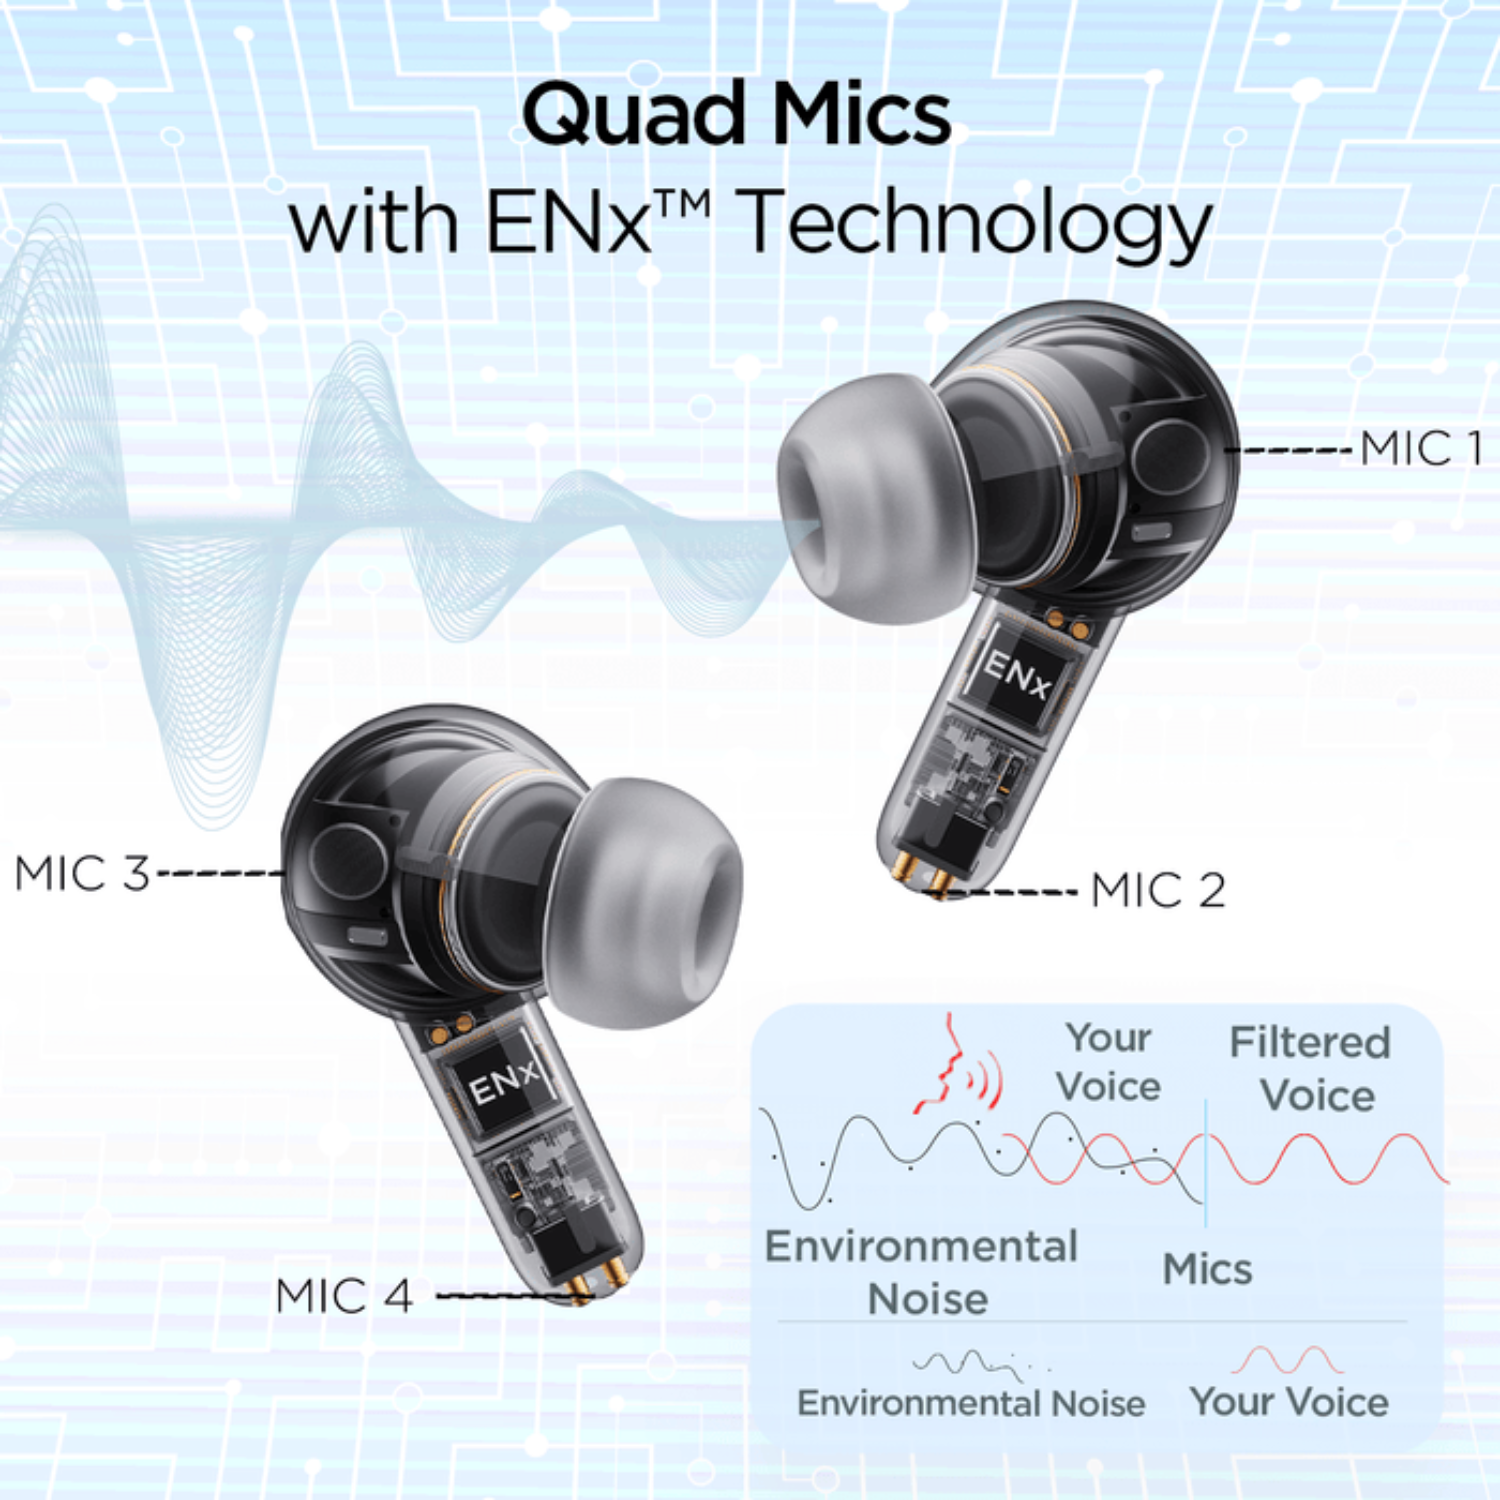 Quad Mics
with ENx™ Technology
MIC 1
ENx
MIC 3
MIC 2
ENx
MIC 4
Your
Voice
Filtered
Voice
Environmental
Noise
Mics
Environmental Noise
Your Voice